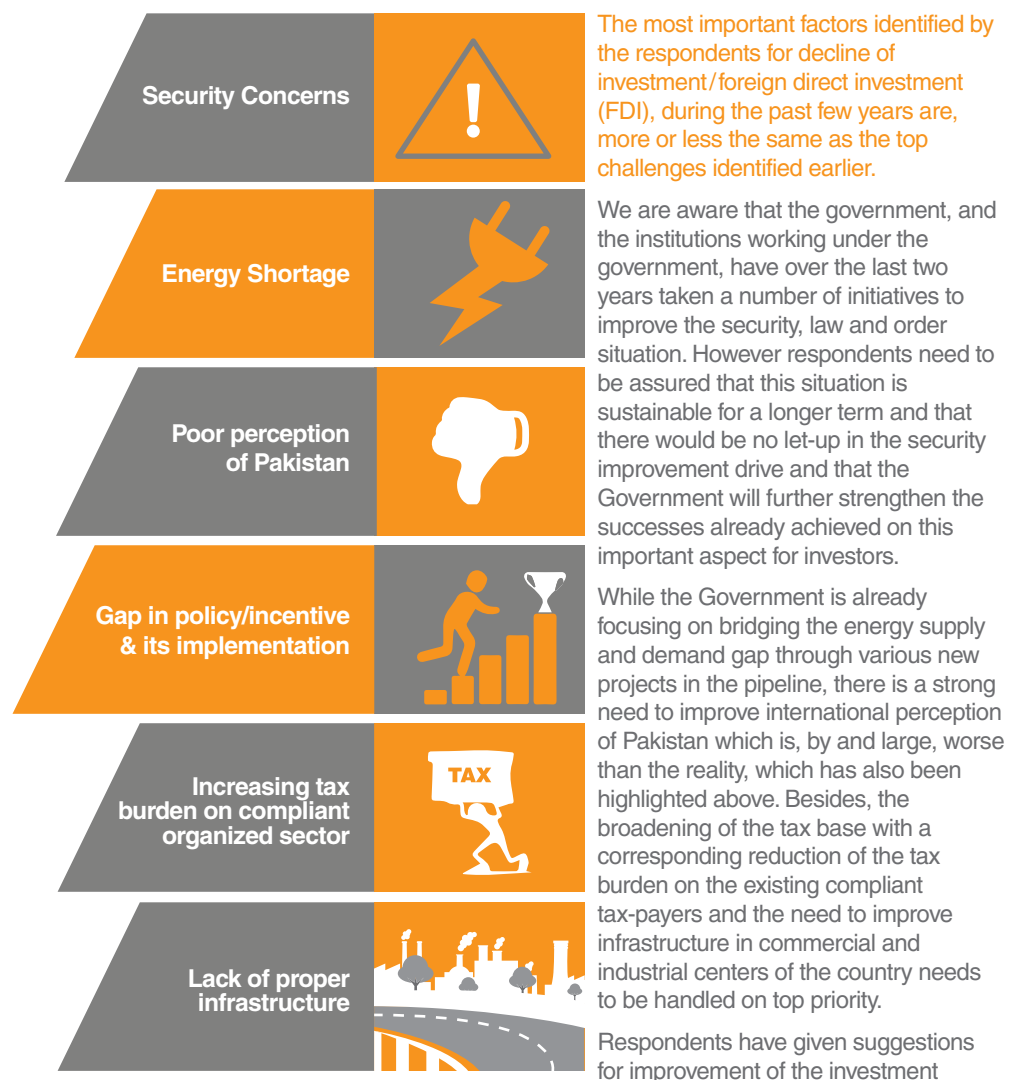 Security Concerns
Energy Shortage
Poor perception
of Pakistan
Gap in policy/incentive
& its implementation
Increasing tax
burden on compliant
organized sector
TAX
Lack of proper
infrastructure
The most important factors identified by
the respondents for decline of
investment/foreign direct investment
(FDI), during the past few years are,
more or less the same as the top
challenges identified earlier.
We are aware that the government, and
the institutions working under the
government, have over the last two
years taken a number of initiatives to
improve the security, law and order
situation. However respondents need to
be assured that this situation is
sustainable for a longer term and that
there would be no let-up in the security
improvement drive and that the
Government will further strengthen the
successes already achieved on this
important aspect for investors.
While the Government is already
focusing on bridging the energy supply
and demand gap through various new
projects in the pipeline, there is a strong
need to improve international perception
of Pakistan which is, by and large, worse
than the reality, which has also been
highlighted above. Besides, the
broadening of the tax base with a
corresponding reduction of the tax
burden on the existing compliant
tax-payers and the need to improve
infrastructure in commercial and
industrial centers of the country needs
to be handled on top priority.
Respondents have given suggestions
for improvement of the investment